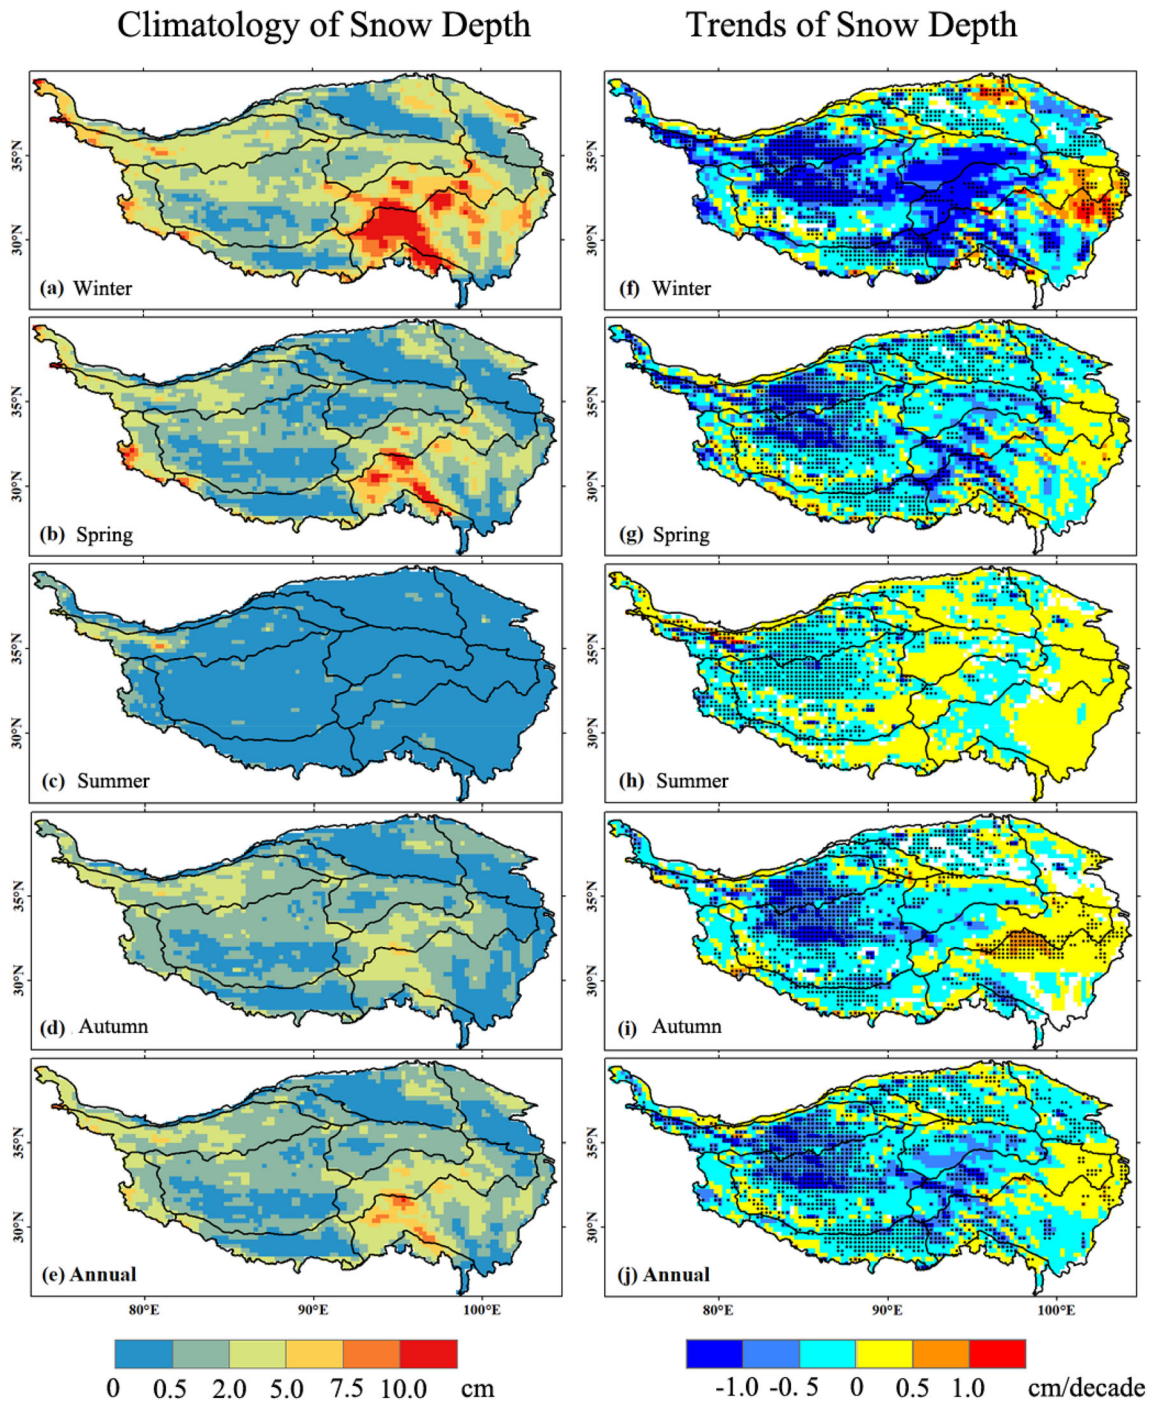 Climatology of Snow Depth
Trends of Snow Depth
35°N
30°N
(a) Winter
(f) Winter
35°N
30°N
(b) Spring
(g) Spring
35°N
30°N
(c) Summer
(h) Summer
35°N
30°N
(d) Autumn
(i) Autumn
35°N
30°N
(e) Annual
(j) Annual
80°E 90°E 100°E
80°E 90°E 100°E
0 0.5 2.0 5.0 7.5 10.0 cm
-1.0 -0. 5 0 0.5 1.0 cm/decade